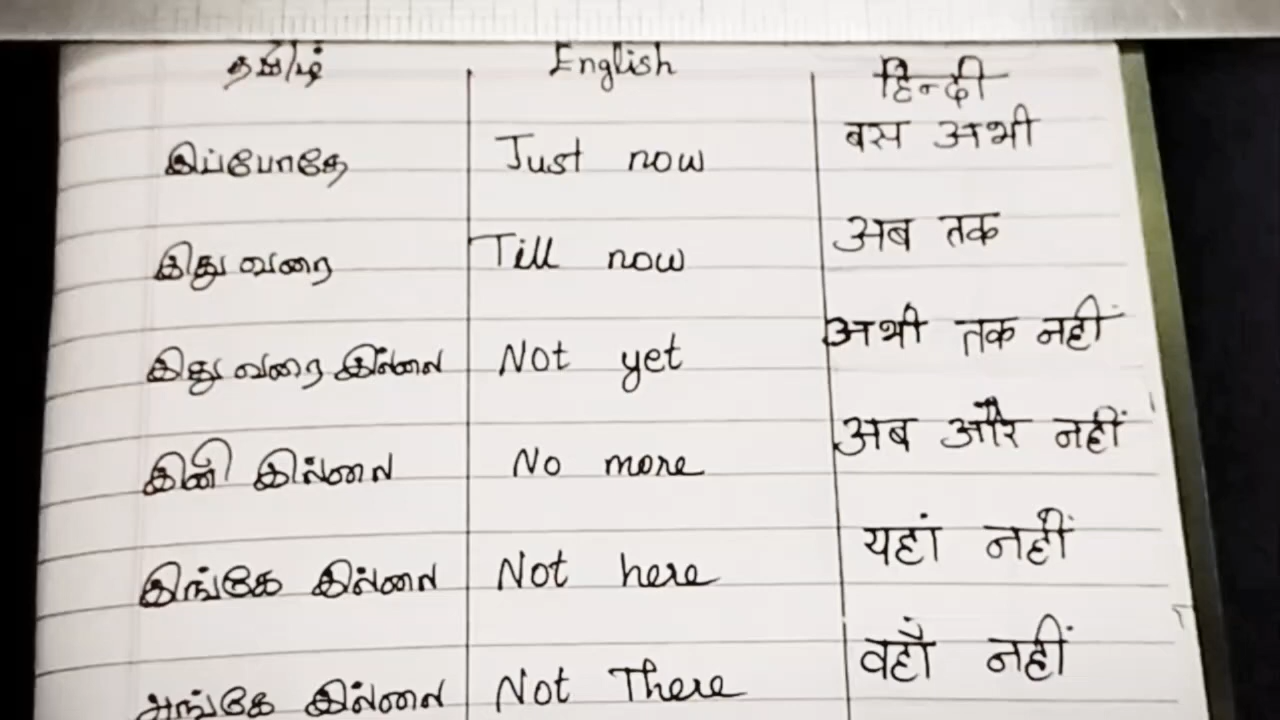 தமிழ் English हिन्दी
இப்போதே Just now बस अभी
இது வரை Till now अब तक
இது வரை இல்லை Not yet अभी तक नहीं
இனி இல்லை No more अब और नहीं
இங்கே இல்லை Not here यहां नहीं
அங்கே இல்லை Not There वहाँ नहीं